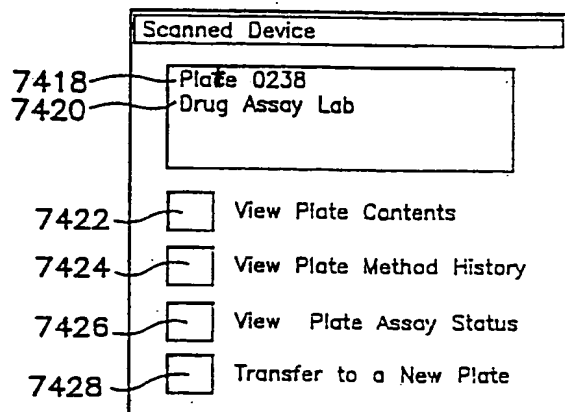 Scanned Device
7418 Plate 0238
7420 Drug Assay Lab
7422 View Plate Contents
7424 View Plate Method History
7426 View Plate Assay Status
7428 Transfer to a New Plate